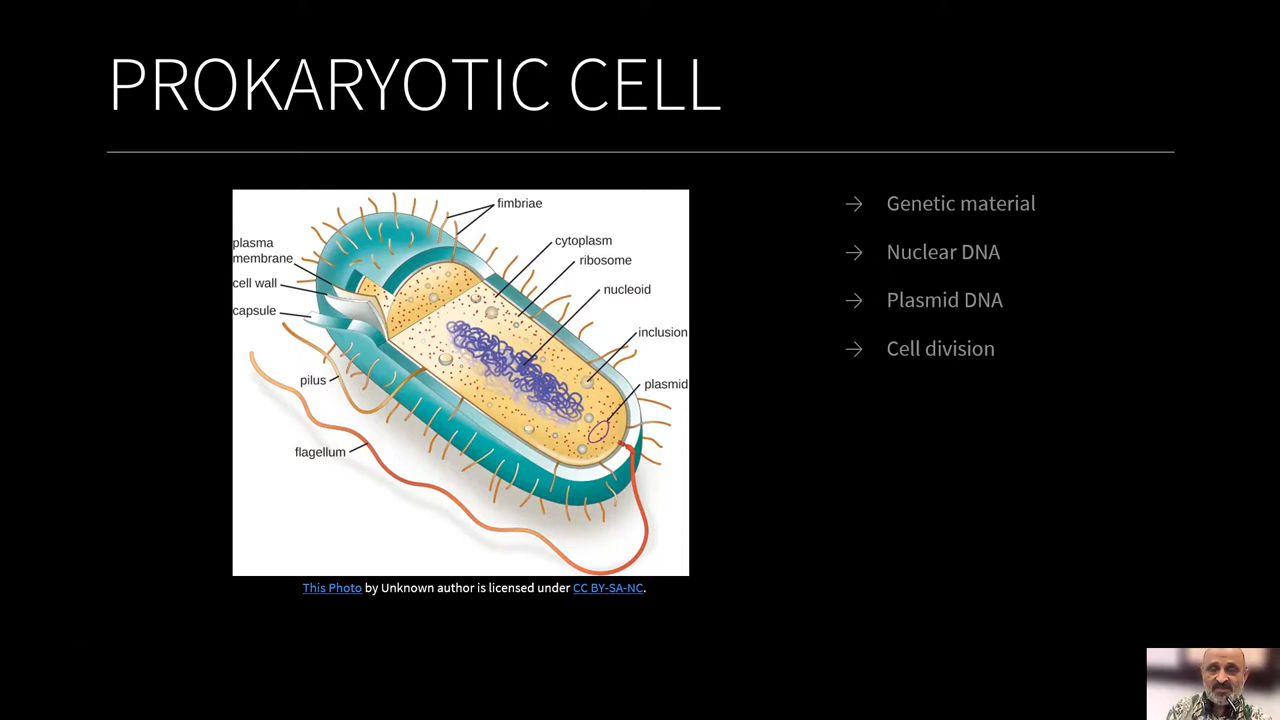 PROKARYOTIC CELL
fimbriae
plasma
membrane
cytoplasm
ribosome
cell wall
nucleoid
capsule
inclusion
pilus
plasmid
flagellum
This Photo by Unknown author is licensed under CC BY-SA-NC.
→ Genetic material
→ Nuclear DNA
→ Plasmid DNA
→ Cell division